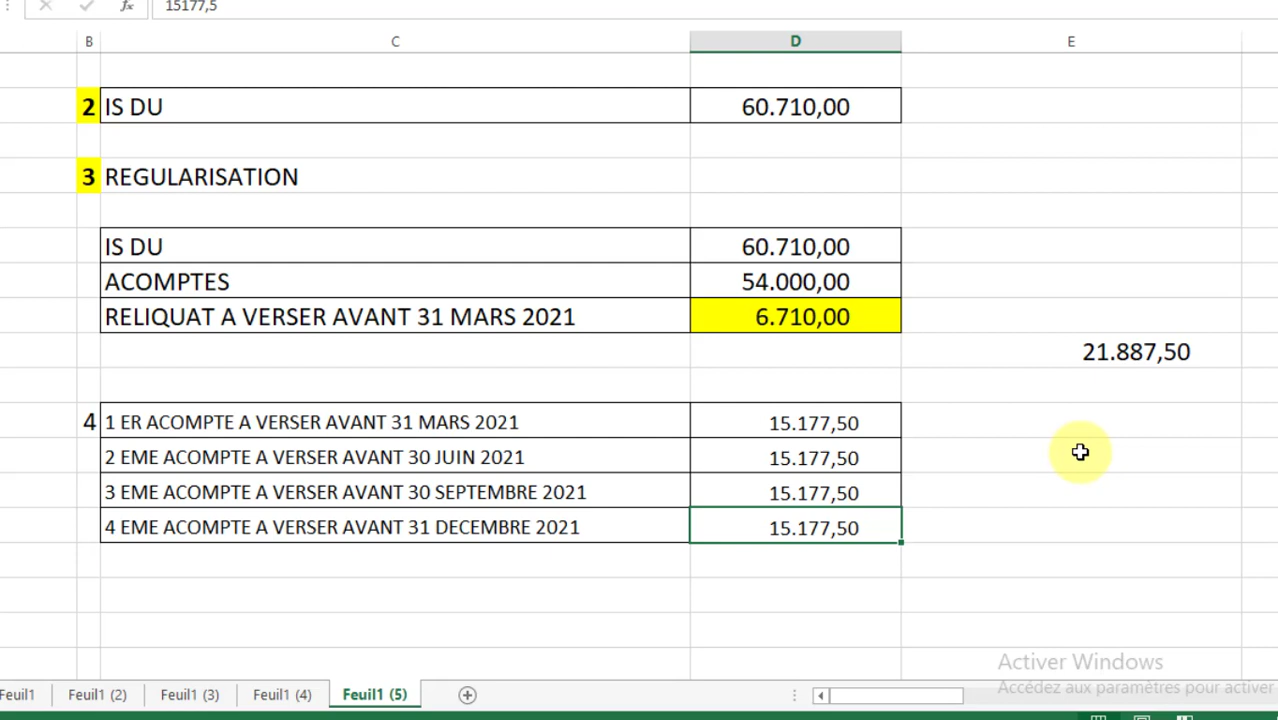 fx 15177,5
B C D E
2 IS DU 60.710,00
3 REGULARISATION
IS DU 60.710,00
ACOMPTES 54.000,00
RELIQUAT A VERSER AVANT 31 MARS 2021 6.710,00
21.887,50
4 1 ER ACOMPTE A VERSER AVANT 31 MARS 2021 15.177,50
2 EME ACOMPTE A VERSER AVANT 30 JUIN 2021 15.177,50
3 EME ACOMPTE A VERSER AVANT 30 SEPTEMBRE 2021 15.177,50
4 EME ACOMPTE A VERSER AVANT 31 DECEMBRE 2021 15.177,50
Activer Windows
Accédez aux paramètres pour activer
Feuil1 Feuil1 (2) Feuil1 (3) Feuil1 (4) Feuil1 (5)